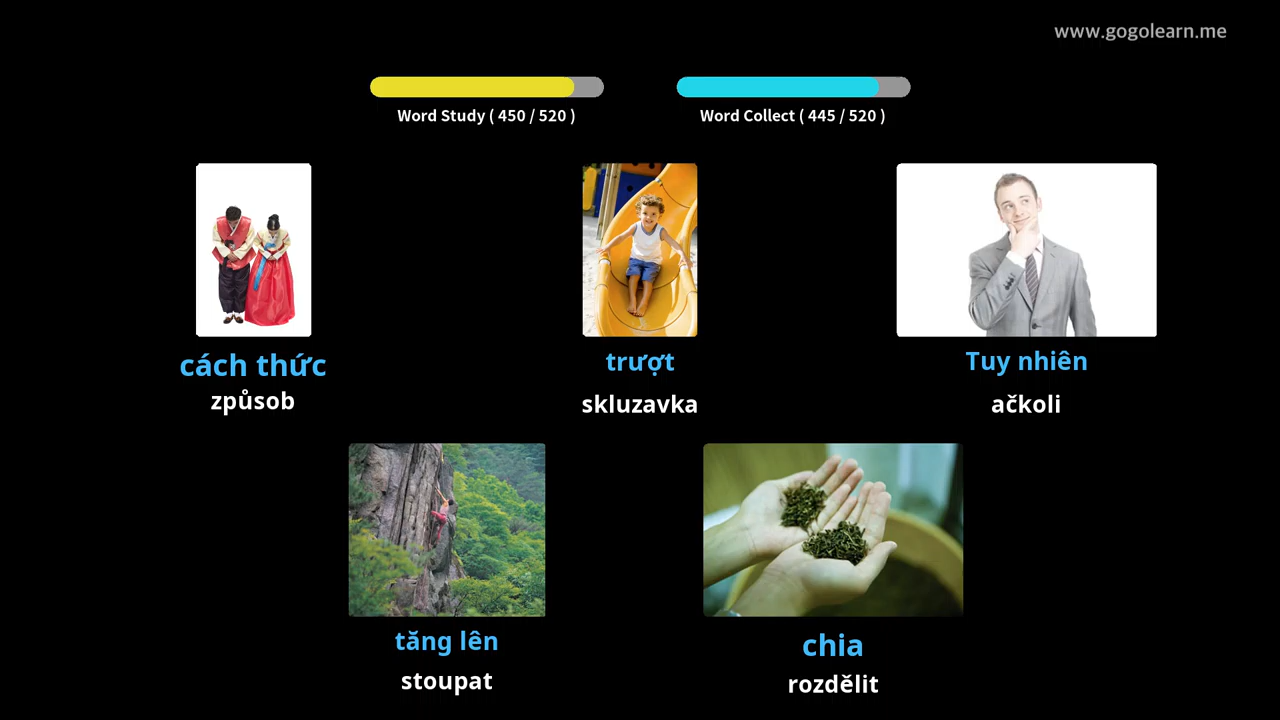 www.gogolearn.me
Word Study ( 450 / 520 )
Word Collect ( 445 / 520 )
cách thức
způsob
trượt
skluzavka
Tuy nhiên
ačkoli
tăng lên
stoupat
chia
rozdělit